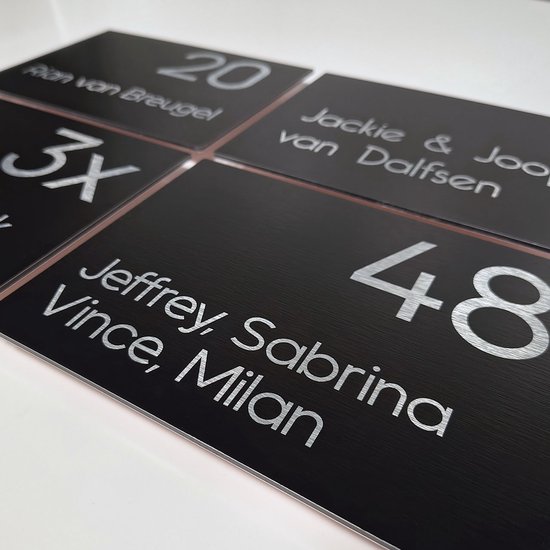 20
Rian van Breugel
Jackie & Joo
van Dalfsen
3x
48
Jeffrey, Sabrina
Vince, Milan